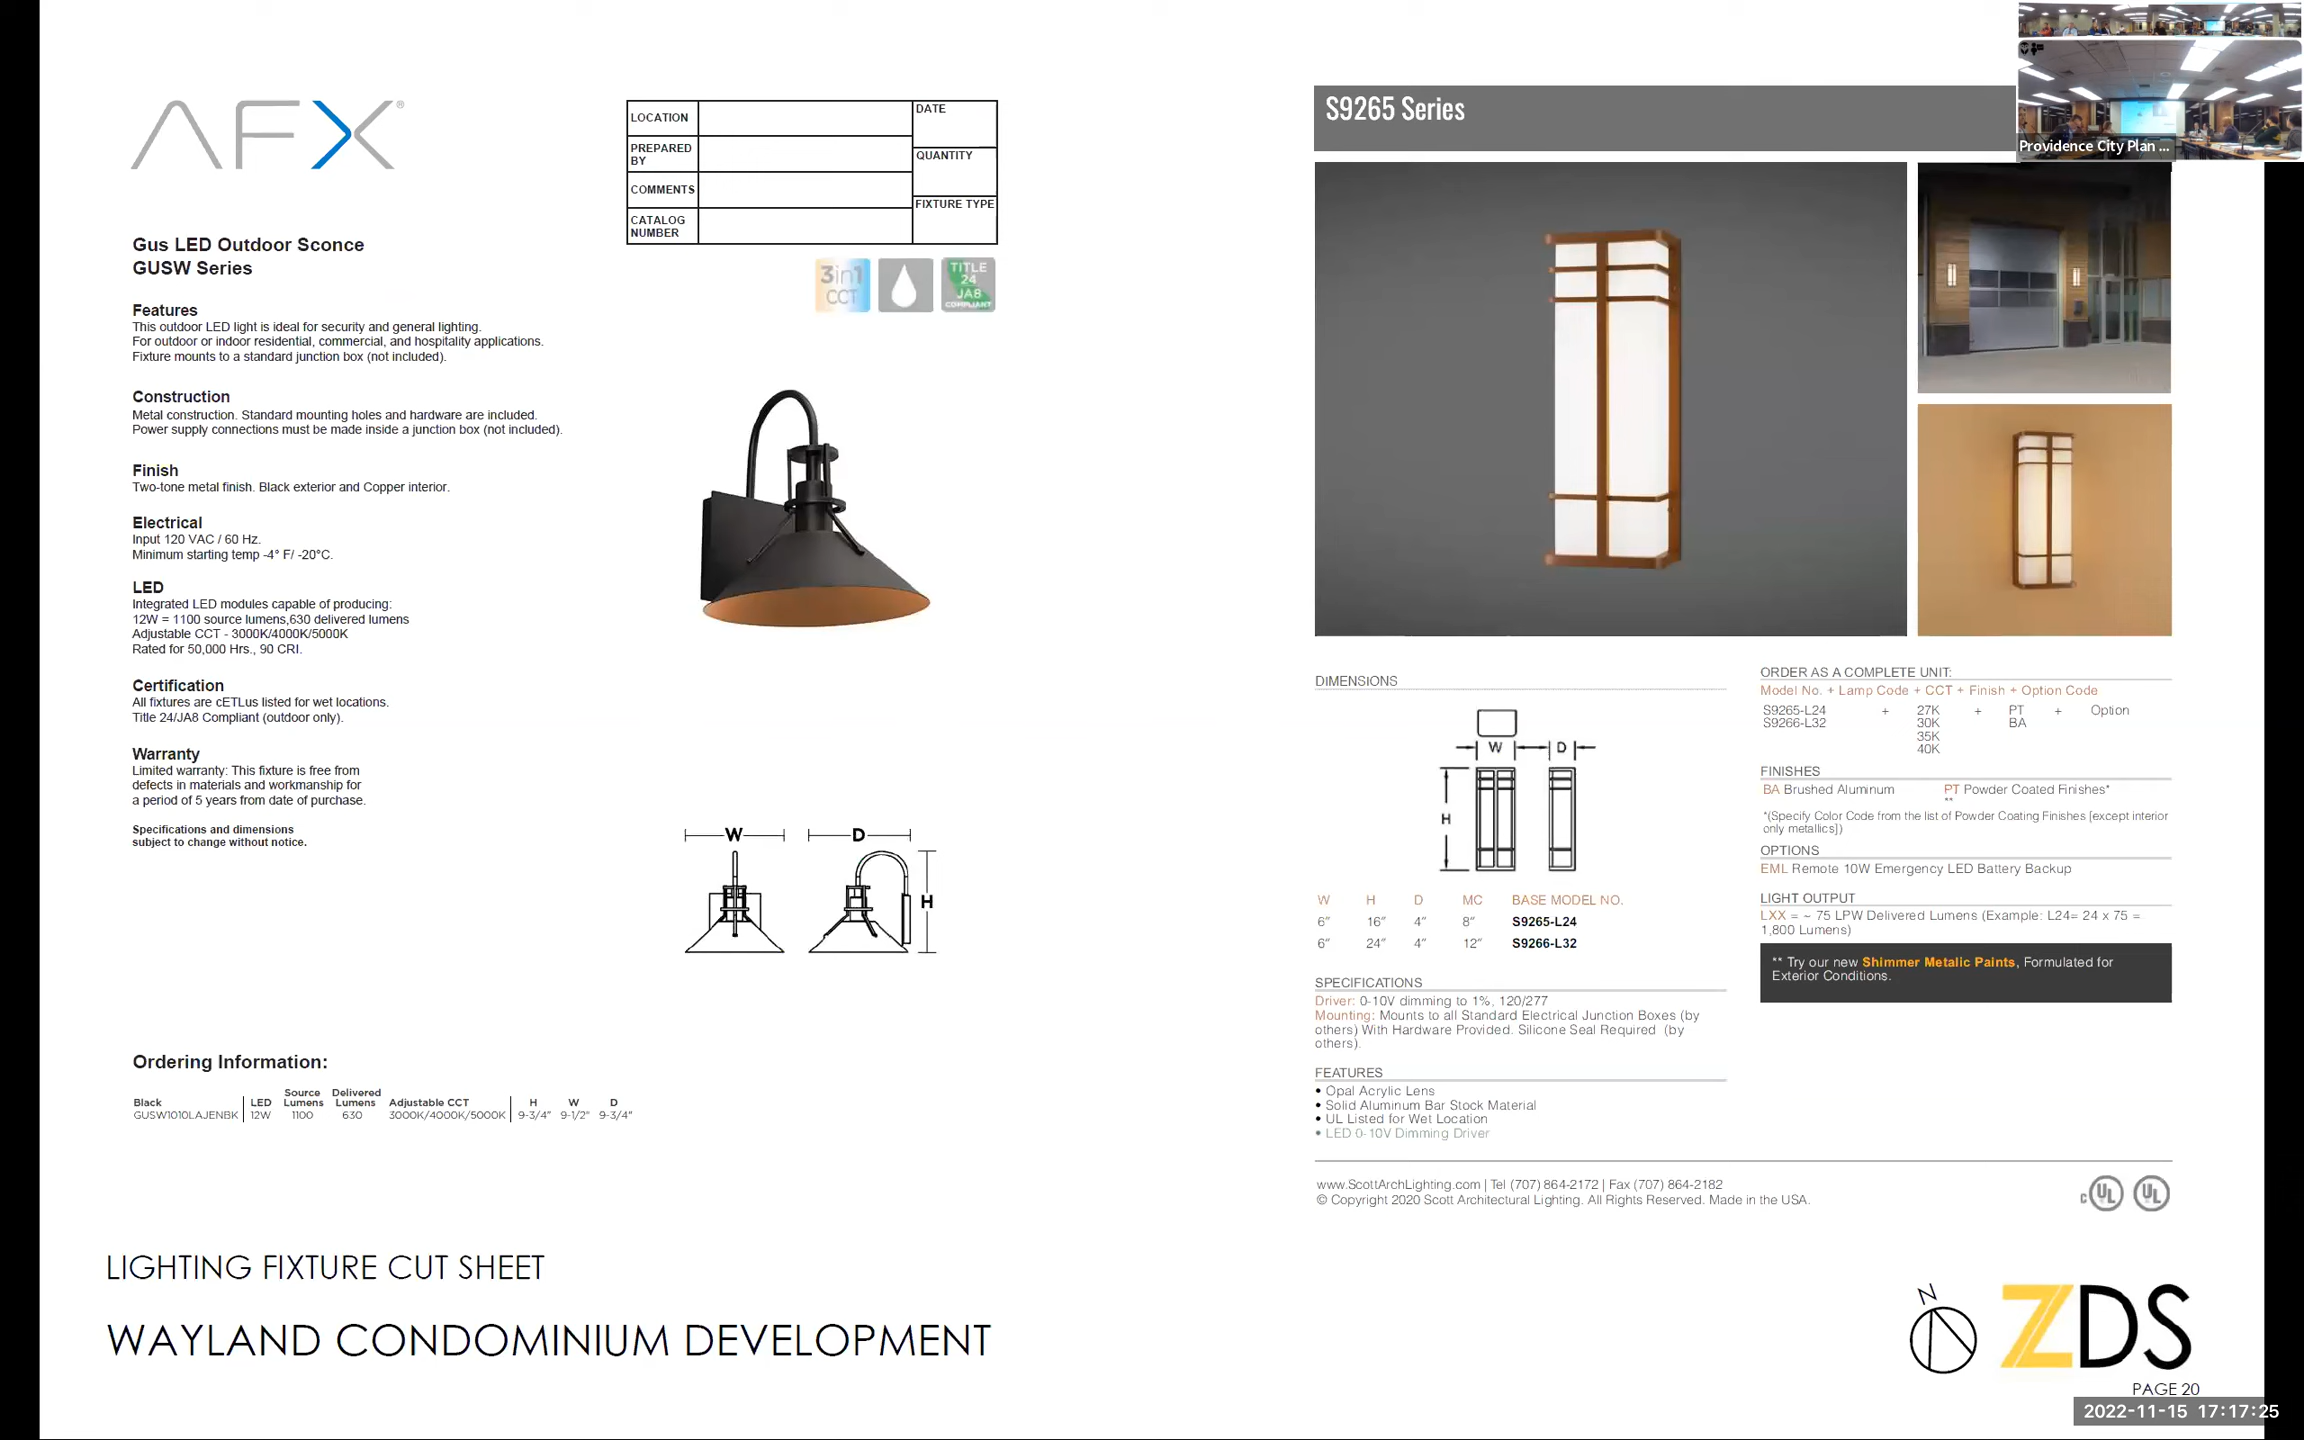 AFX®
LOCATION
PREPARED
BY
COMMENTS
CATALOG
NUMBER
DATE
QUANTITY
FIXTURE TYPE
3in1
CCT
TITLE
24
JA8
COMPLIANT
Gus LED Outdoor Sconce
GUSW Series
Features
This outdoor LED light is ideal for security and general lighting.
For outdoor or indoor residential, commercial, and hospitality applications.
Fixture mounts to a standard junction box (not included).
Construction
Metal construction. Standard mounting holes and hardware are included.
Power supply connections must be made inside a junction box (not included).
Finish
Two-tone metal finish. Black exterior and Copper interior.
Electrical
Input 120 VAC / 60 Hz.
Minimum starting temp -4° F/ -20°C.
LED
Integrated LED modules capable of producing:
12W = 1100 source lumens,630 delivered lumens
Adjustable CCT - 3000K/4000K/5000K
Rated for 50,000 Hrs., 90 CRI.
Certification
All fixtures are cETLus listed for wet locations.
Title 24/JA8 Compliant (outdoor only).
Warranty
Limited warranty: This fixture is free from
defects in materials and workmanship for
a period of 5 years from date of purchase.
Specifications and dimensions
subject to change without notice.
W D
H
Ordering Information:
Black LED Source Lumens Delivered Lumens Adjustable CCT H W D
GUSW1010LAJENBK 12W 1100 630 3000K/4000K/5000K 9-3/4" 9-1/2" 9-3/4"
S9265 Series
Providence City Plan ...
DIMENSIONS
W D
H
W H D MC BASE MODEL NO.
6" 16" 4" 8" S9265-L24
6" 24" 4" 12" S9266-L32
SPECIFICATIONS
Driver: 0-10V dimming to 1%, 120/277
Mounting: Mounts to all Standard Electrical Junction Boxes (by
others) With Hardware Provided. Silicone Seal Required (by
others).
FEATURES
• Opal Acrylic Lens
• Solid Aluminum Bar Stock Material
• UL Listed for Wet Location
• LED 0-10V Dimming Driver
ORDER AS A COMPLETE UNIT:
Model No. + Lamp Code + CCT + Finish + Option Code
S9265-L24 + 27K + PT + Option
S9266-L32 30K BA
35K
40K
FINISHES
BA Brushed Aluminum PT Powder Coated Finishes*
**
*(Specify Color Code from the list of Powder Coating Finishes [except interior
only metallics])
OPTIONS
EML Remote 10W Emergency LED Battery Backup
LIGHT OUTPUT
LXX = ~ 75 LPW Delivered Lumens (Example: L24= 24 x 75 =
1,800 Lumens)
** Try our new Shimmer Metalic Paints, Formulated for
Exterior Conditions.
www.ScottArchLighting.com | Tel (707) 864-2172 | Fax (707) 864-2182
© Copyright 2020 Scott Architectural Lighting. All Rights Reserved. Made in the USA.
c UL UL
LIGHTING FIXTURE CUT SHEET
WAYLAND CONDOMINIUM DEVELOPMENT
N
ZDS
PAGE 20
2022-11-15 17:17:25